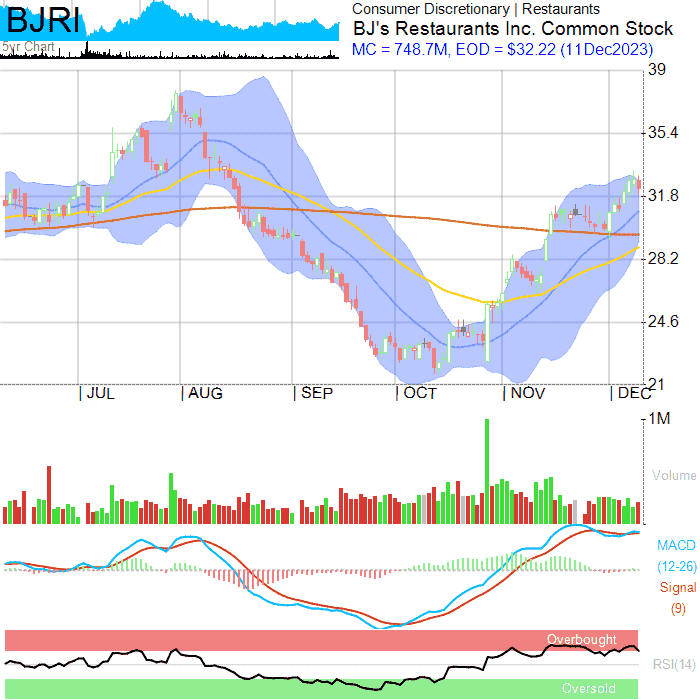 BJRI
5yr Chart
Consumer Discretionary | Restaurants
BJ's Restaurants Inc. Common Stock
MC = 748.7M, EOD = $32.22 (11Dec2023)
39
35.4
31.8
28.2
24.6
21
JUL
AUG
SEP
OCT
NOV
DEC
1M
Volume
MACD
(12-26)
Signal
(9)
Overbought
RSI(14)
Oversold